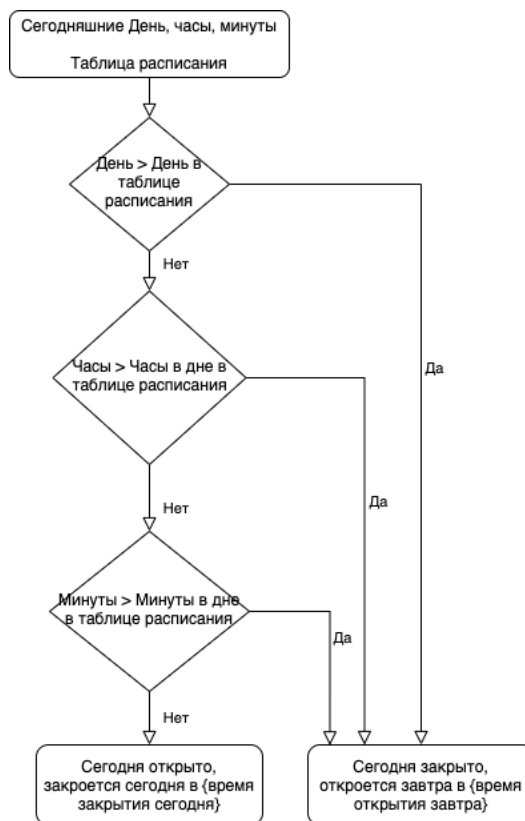 Сегодняшние День, часы, минуты
Таблица расписания
День > День в
таблице
расписания
Нет
Часы > Часы в дне в
таблице расписания
Да
Нет
Да
Минуты > Минуты в дне
в таблице расписания
Да
Нет
Сегодня открыто,
закроется сегодня в {время
закрытия сегодня}
Сегодня закрыто,
откроется завтра в {время
открытия завтра}